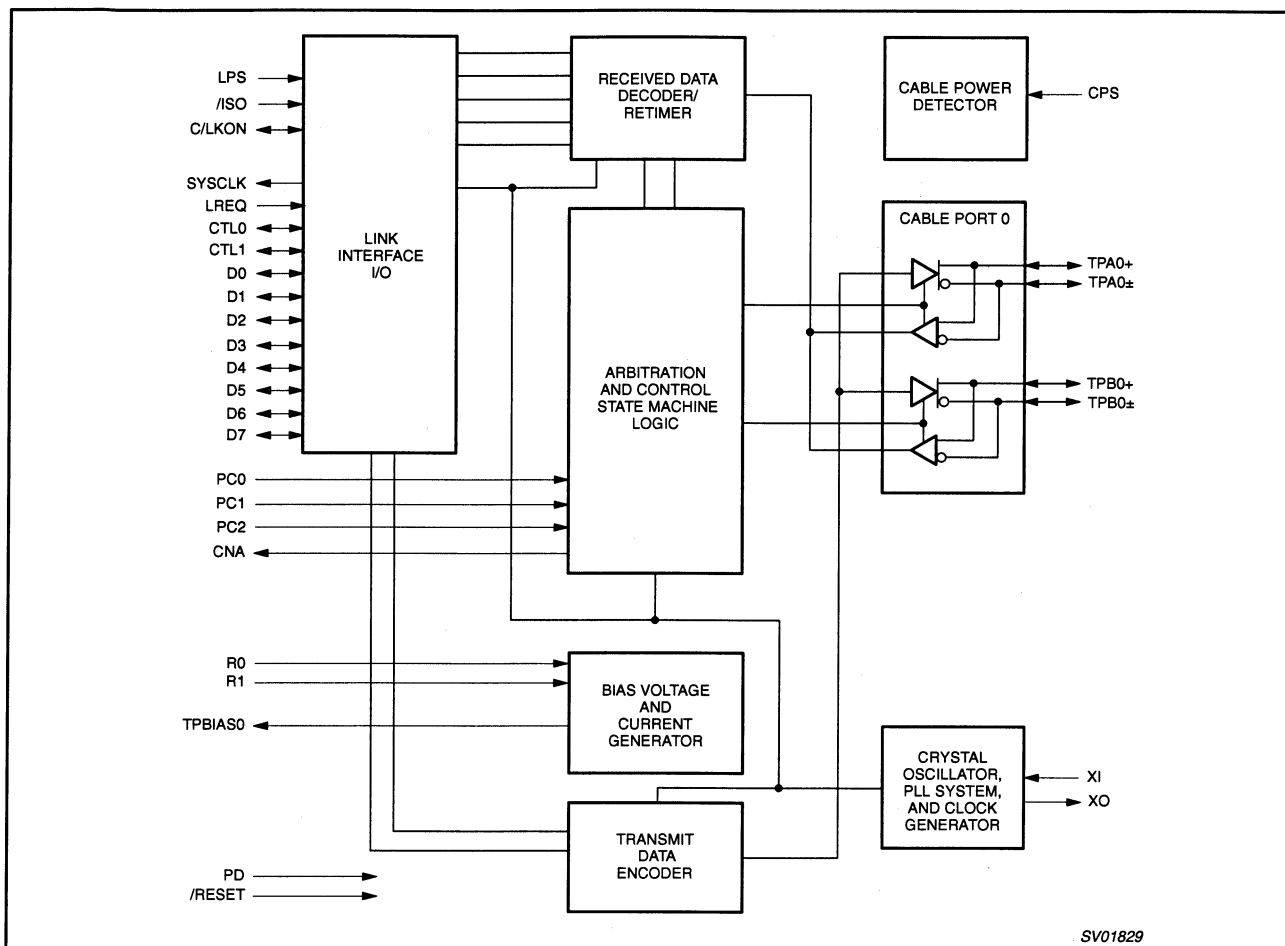 LPS
/ISO
C/LKON
SYSCLK
LREQ
CTL0
CTL1
D0
D1
D2
D3
D4
D5
D6
D7
LINK
INTERFACE
I/O
RECEIVED DATA
DECODER/
RETIMER
CABLE POWER
DETECTOR
CPS
CABLE PORT 0
TPA0+
TPA0±
TPB0+
TPB0±
ARBITRATION
AND CONTROL
STATE MACHINE
LOGIC
PC0
PC1
PC2
CNA
R0
R1
TPBIAS0
BIAS VOLTAGE
AND
CURRENT
GENERATOR
CRYSTAL
OSCILLATOR,
PLL SYSTEM,
AND CLOCK
GENERATOR
XI
XO
TRANSMIT
DATA
ENCODER
PD
/RESET
SV01829